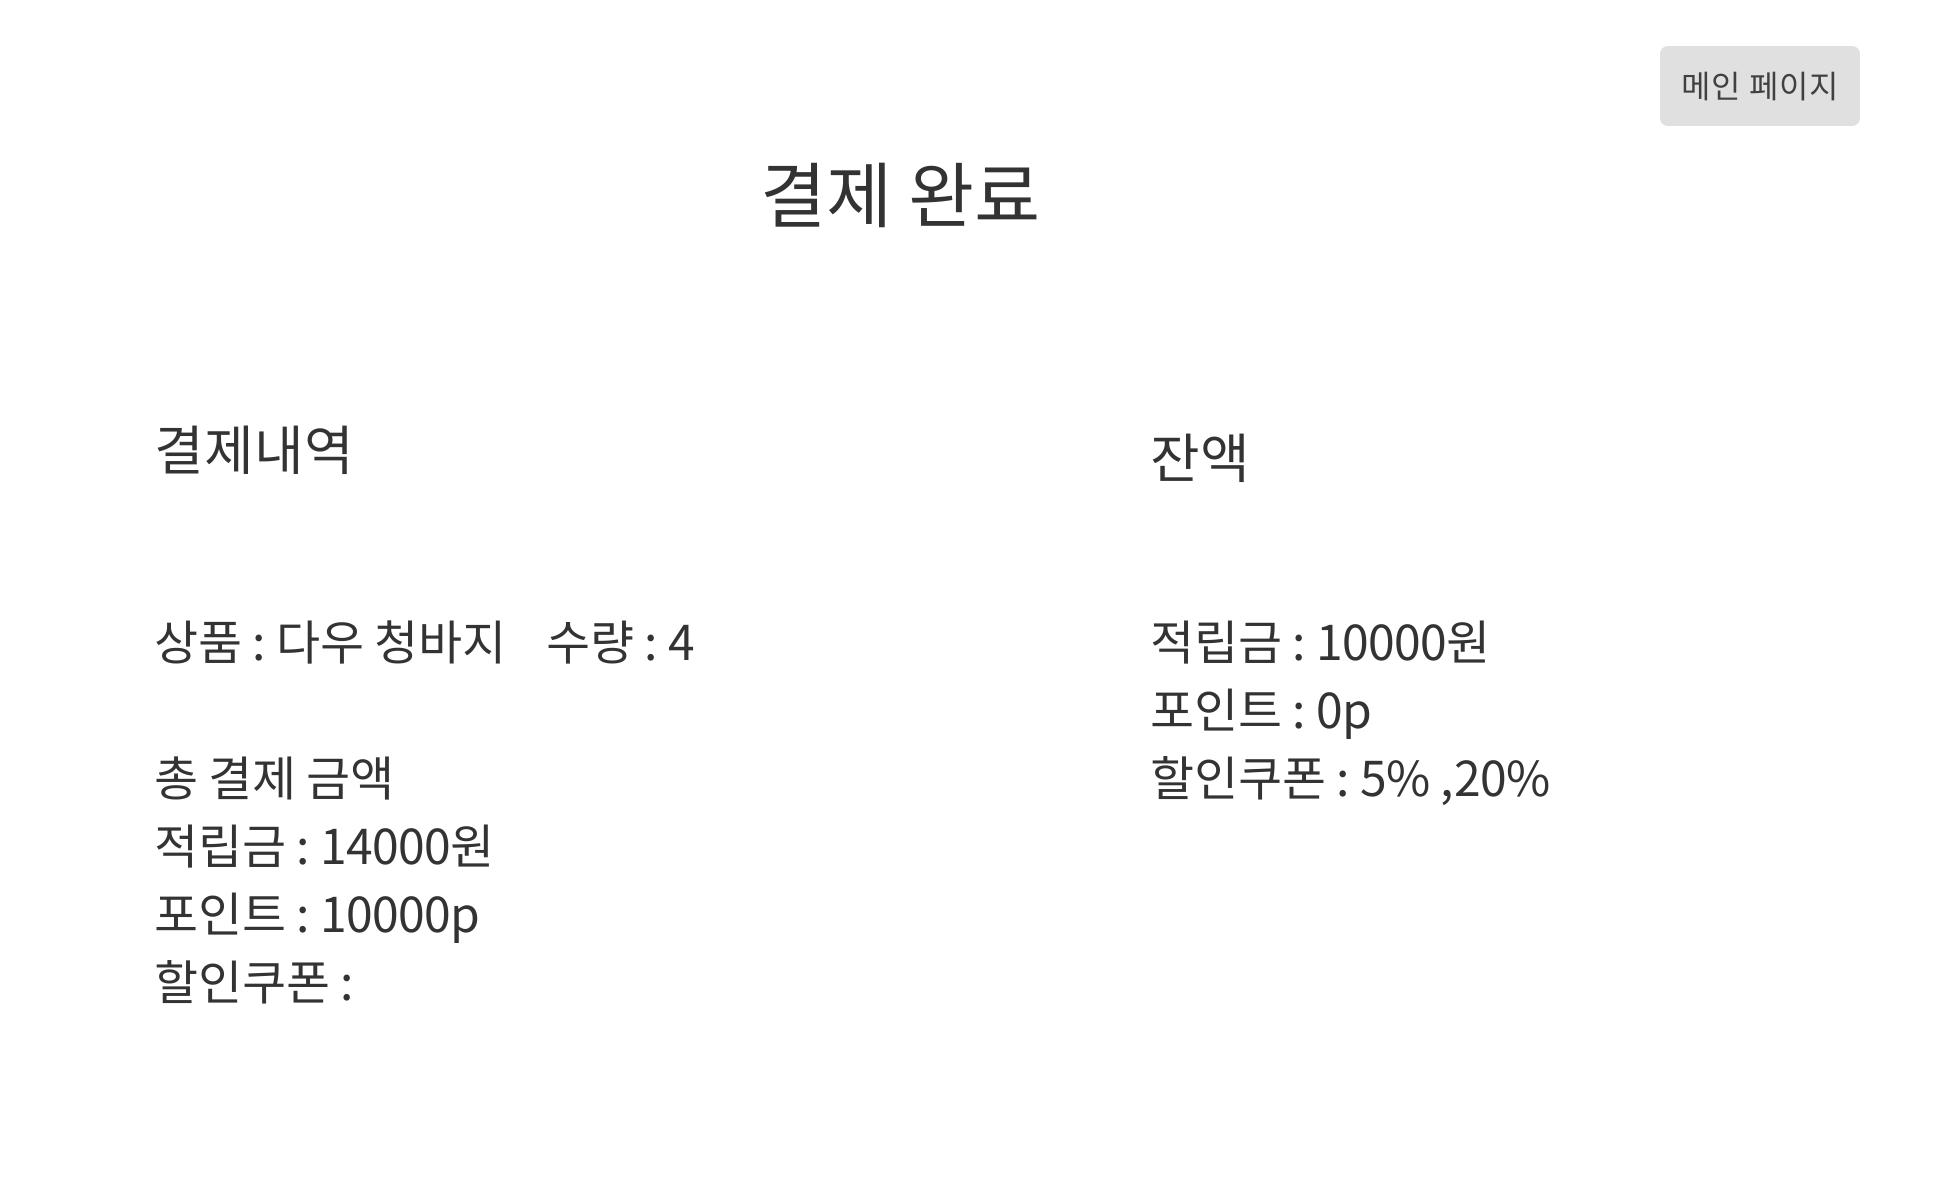 메인 페이지
결제 완료
결제내역
상품 : 다우 청바지 수량 : 4
총 결제 금액
적립금 : 14000원
포인트 : 10000p
할인쿠폰 :
잔액
적립금 : 10000원
포인트 : 0p
할인쿠폰 : 5% ,20%